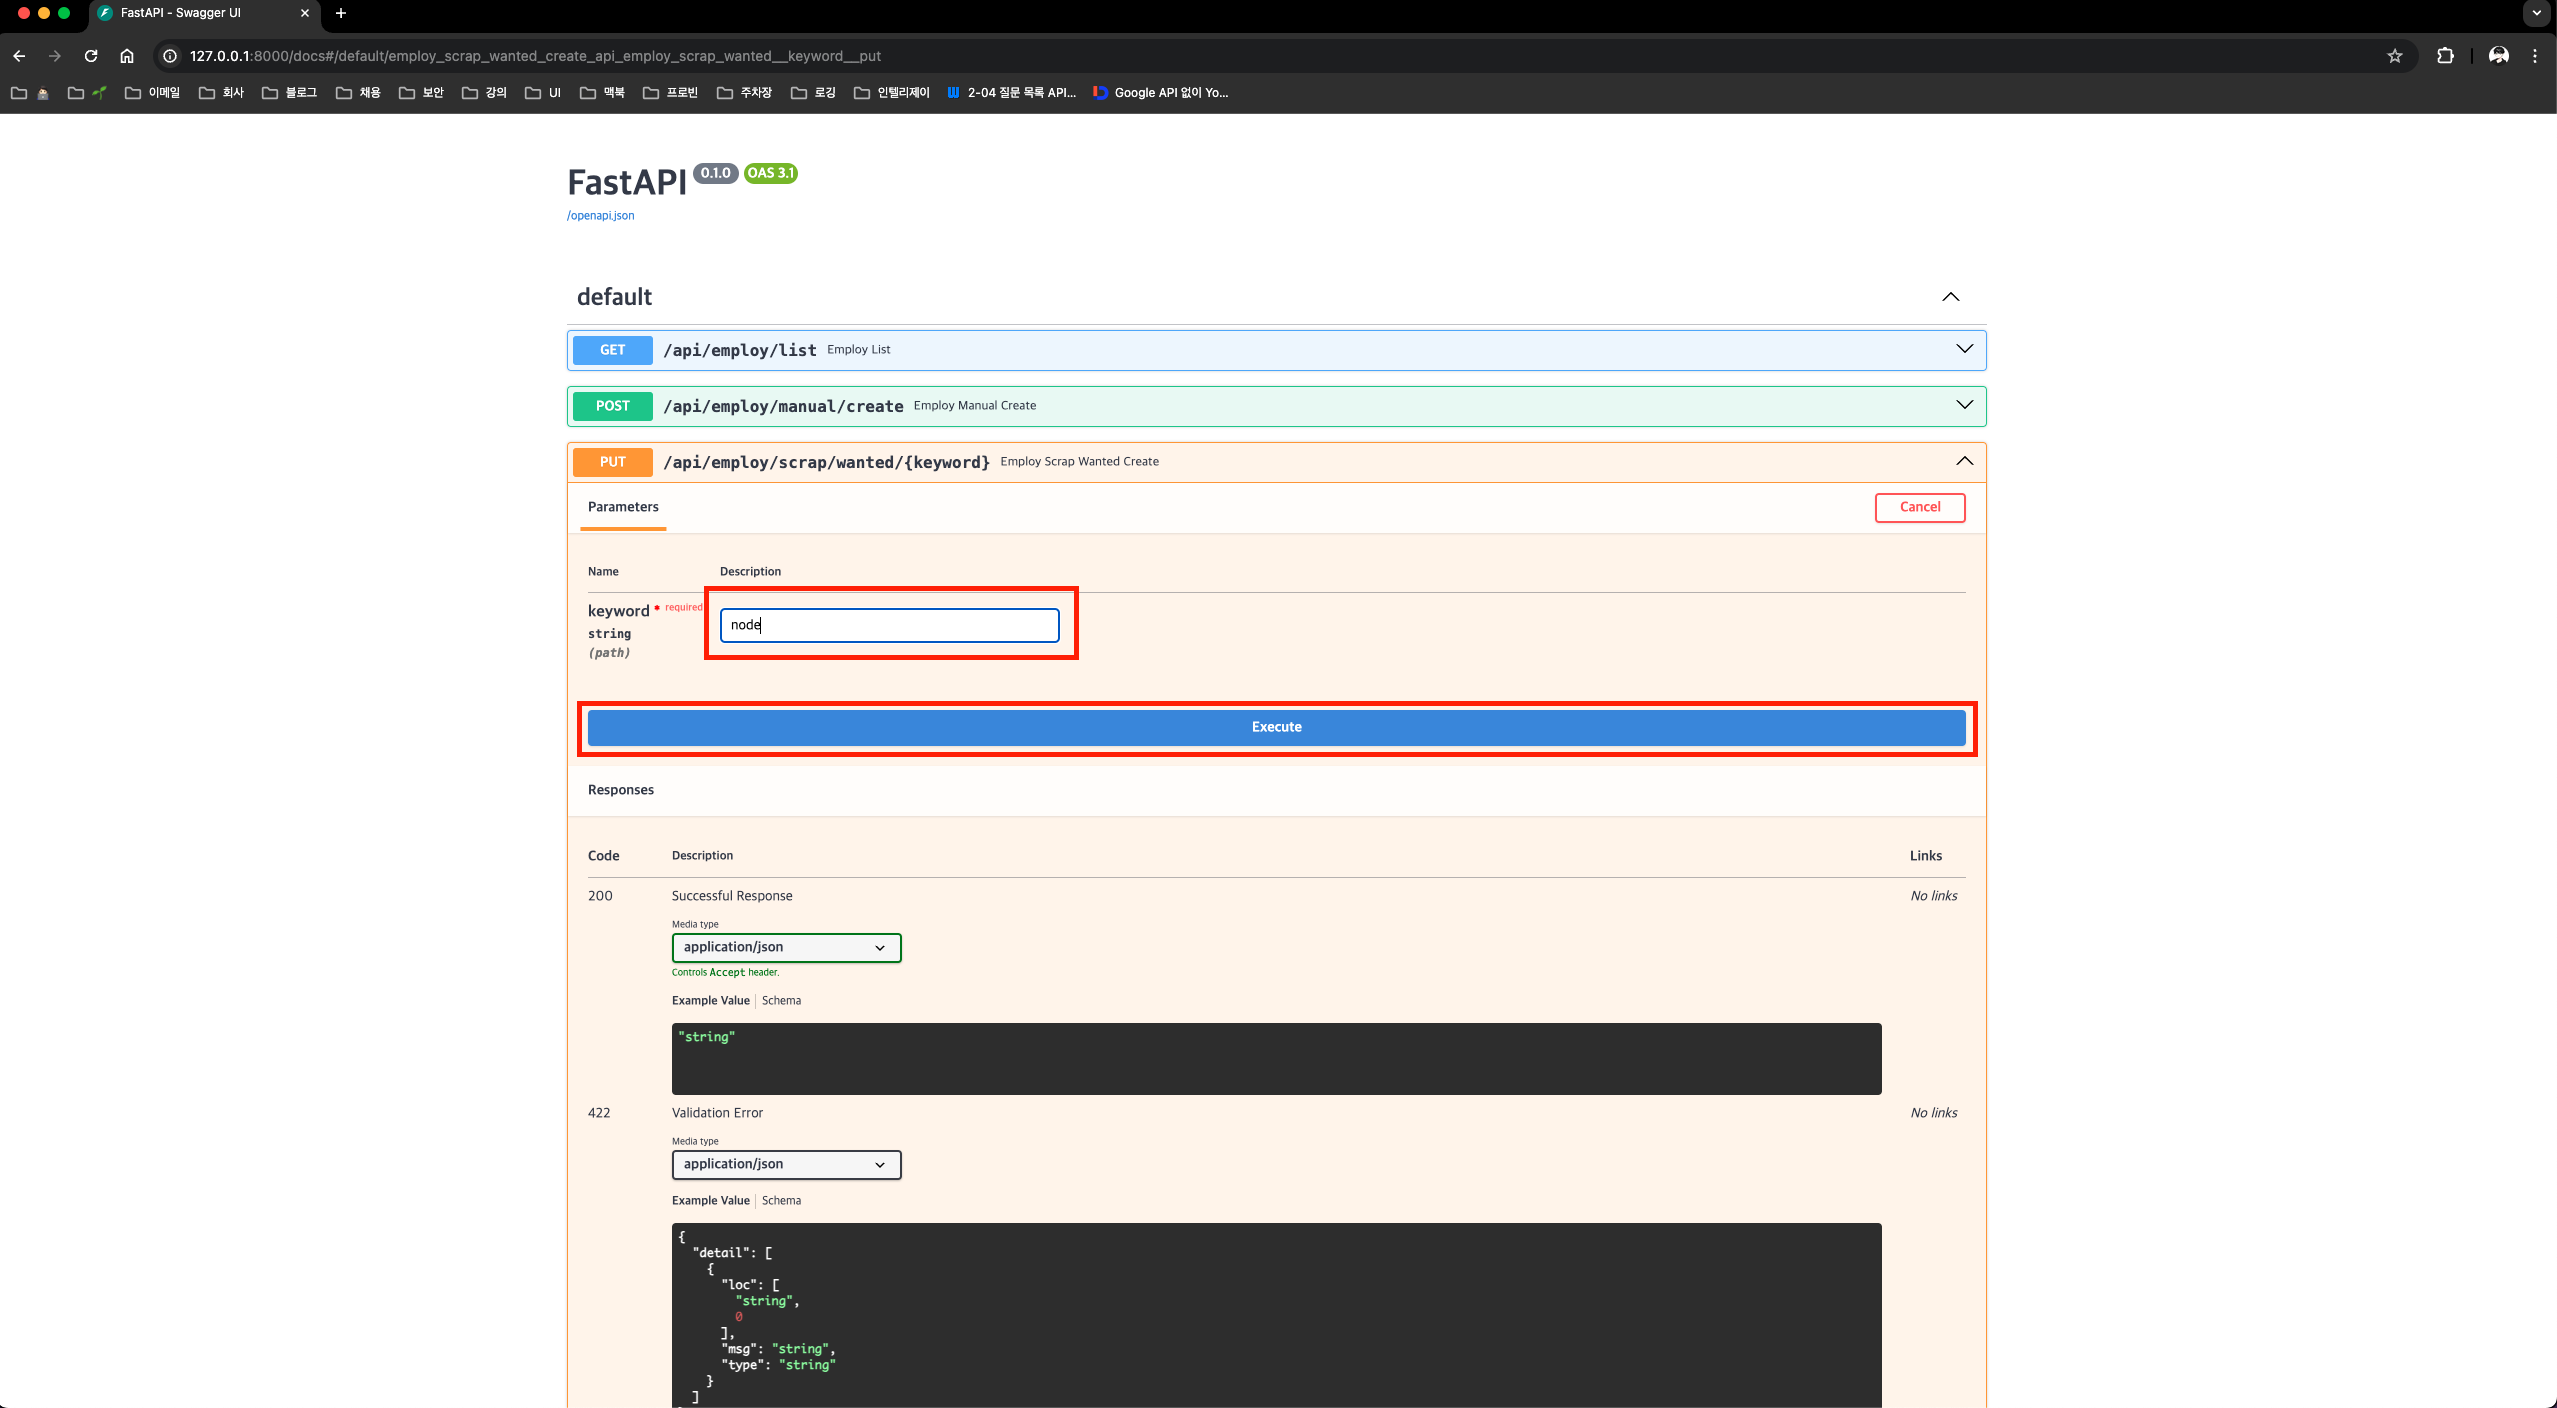 FastAPI - Swagger UI
127.0.0.1:8000/docs#/default/employ_scrap_wanted_create_api_employ_scrap_wanted__keyword__put
이메일 회사 블로그 채용 보안 강의 UI 맥북 프로빈 주차장 로깅 인텔리제이 2-04 질문 목록 API... Google API 없이 Yo...
FastAPI 0.1.0 OAS 3.1
/openapi.json
default
GET /api/employ/list Employ List
POST /api/employ/manual/create Employ Manual Create
PUT /api/employ/scrap/wanted/{keyword} Employ Scrap Wanted Create
Parameters Cancel
Name Description
keyword * required
string
(path)
node
Execute
Responses
Code Description Links
200 Successful Response No links
Media type
application/json
Controls Accept header.
Example Value Schema
"string"
422 Validation Error No links
Media type
application/json
Example Value Schema
{
"detail": [
{
"loc": [
"string",
0
],
"msg": "string",
"type": "string"
}
]